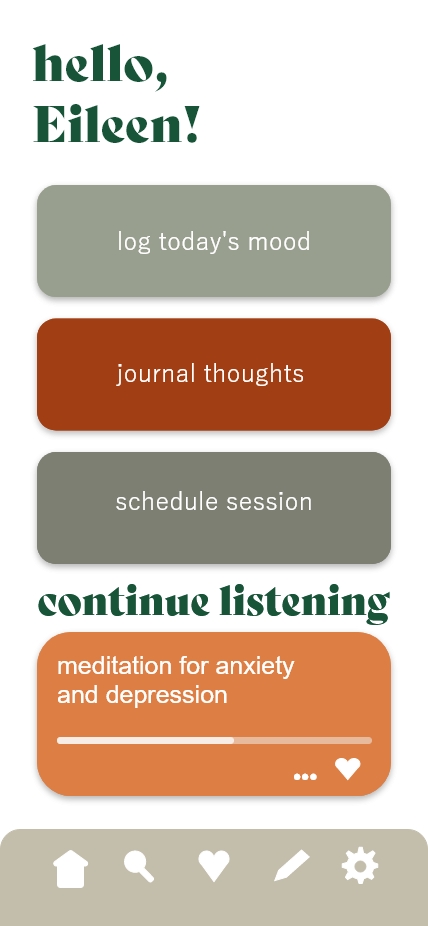 hello,
Eileen!
log today's mood
journal thoughts
schedule session
continue listening
meditation for anxiety
and depression